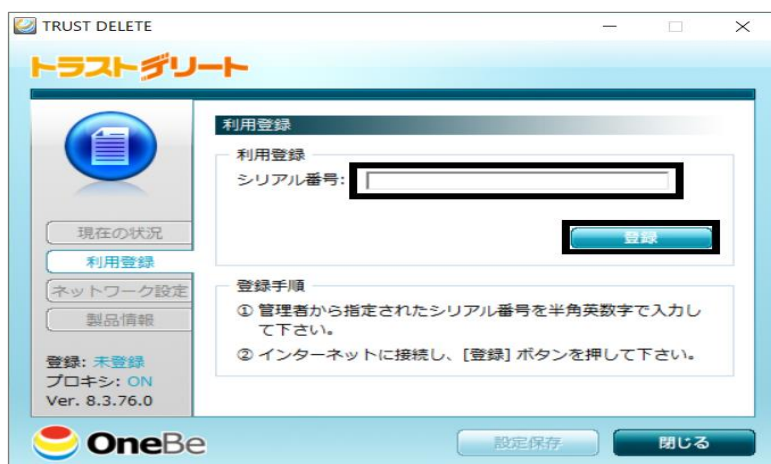 TRUST DELETE
トラストデリート
利用登録
利用登録
シリアル番号:
登録
現在の状況
利用登録
ネットワーク設定
製品情報
登録: 未登録
プロキシ: ON
Ver. 8.3.76.0
登録手順
① 管理者から指定されたシリアル番号を半角英数字で入力し
て下さい。
② インターネットに接続し、[登録] ボタンを押して下さい。
OneBe
設定保存
閉じる